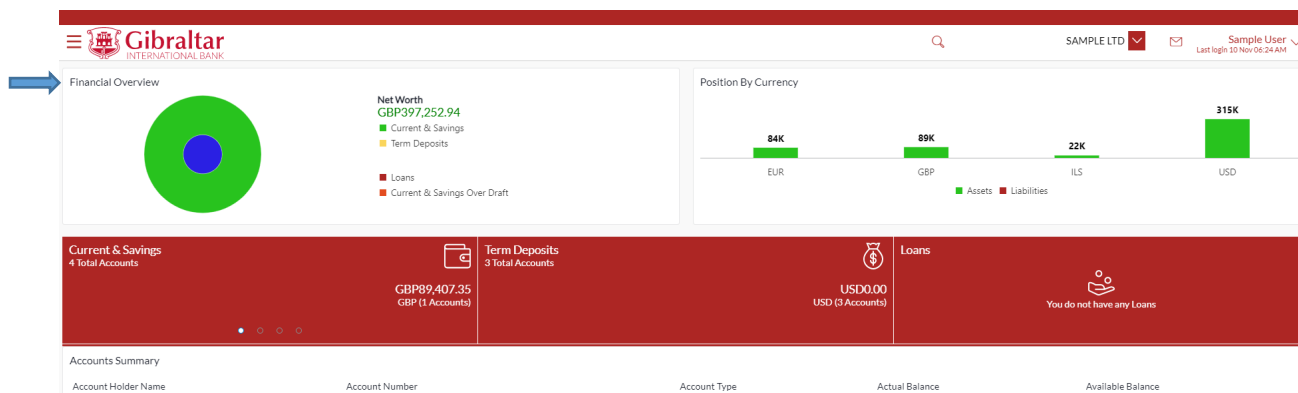 Gibraltar
INTERNATIONAL BANK
SAMPLE LTD
Sample User
Last login 10 Nov 06:24 AM
Financial Overview
Net Worth
GBP397,252.94
Current & Savings
Term Deposits
Loans
Current & Savings Over Draft
Position By Currency
84K
89K
22K
315K
EUR
GBP
ILS
USD
Assets
Liabilities
Current & Savings
4 Total Accounts
GBP89,407.35
GBP (1 Accounts)
Term Deposits
3 Total Accounts
USD0.00
USD (3 Accounts)
Loans
You do not have any Loans
Accounts Summary
Account Holder Name
Account Number
Account Type
Actual Balance
Available Balance